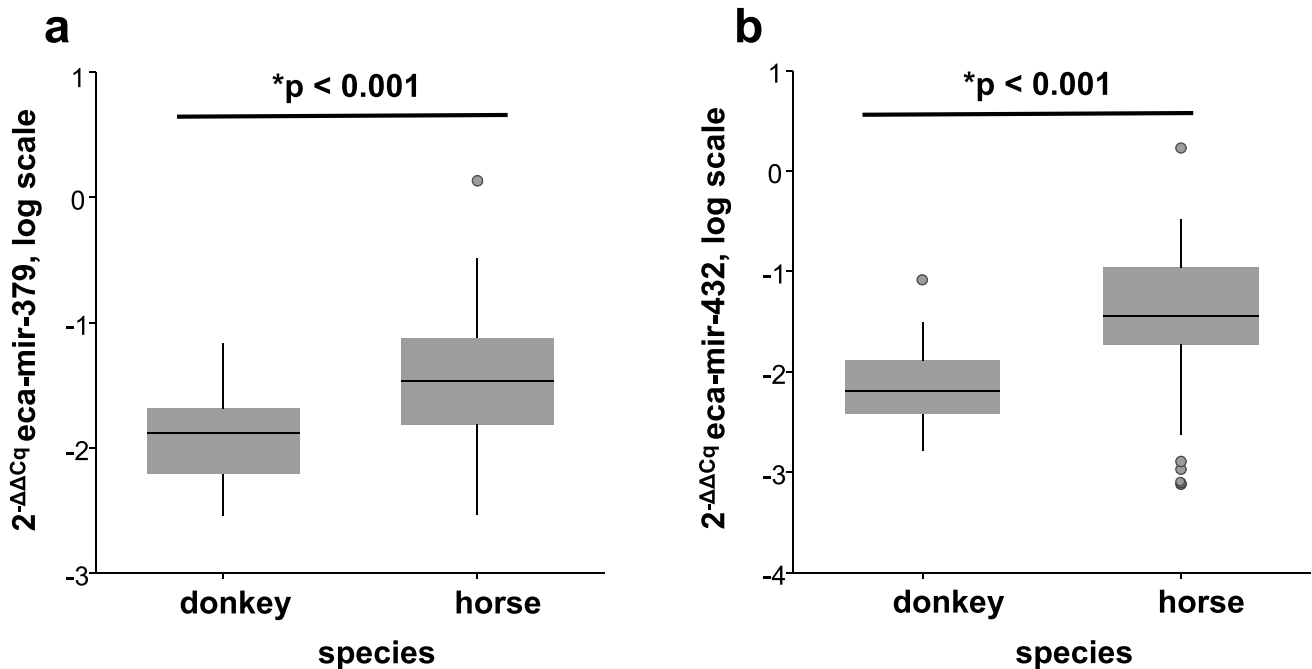 a
*p < 0.001
2^-ΔΔCq eca-mir-379, log scale
1
0
-1
-2
-3
donkey
horse
species
b
*p < 0.001
2^-ΔΔCq eca-mir-432, log scale
1
0
-1
-2
-3
-4
donkey
horse
species